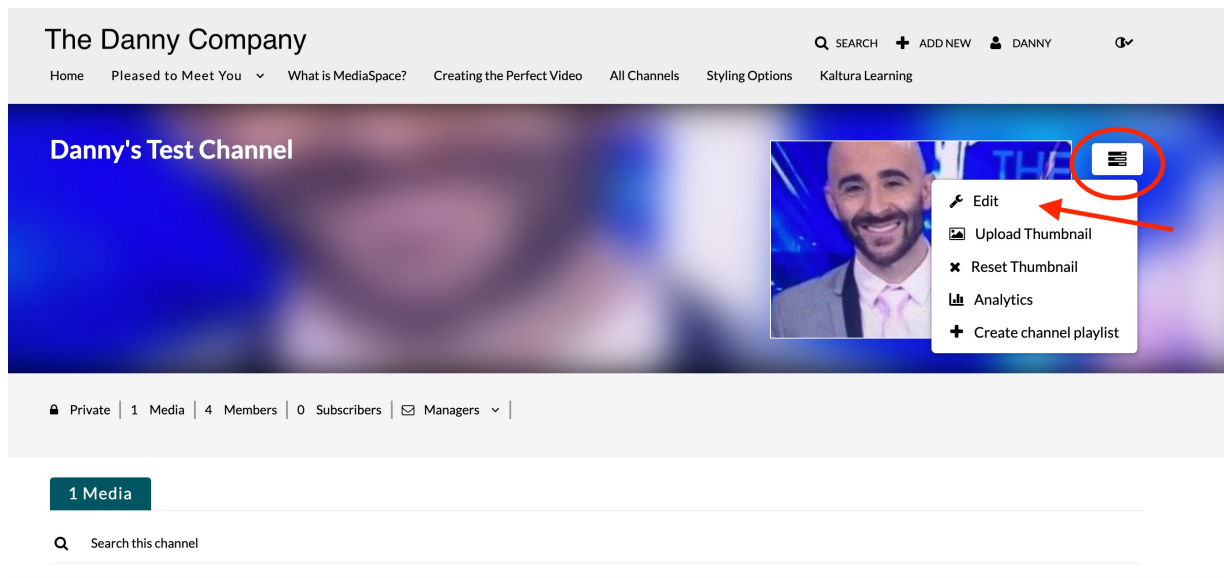 The Danny Company
SEARCH ADD NEW DANNY
Home Pleased to Meet You What is MediaSpace? Creating the Perfect Video All Channels Styling Options Kaltura Learning
Danny's Test Channel
THE
Edit
Upload Thumbnail
Reset Thumbnail
Analytics
Create channel playlist
Private 1 Media 4 Members 0 Subscribers Managers
1 Media
Search this channel